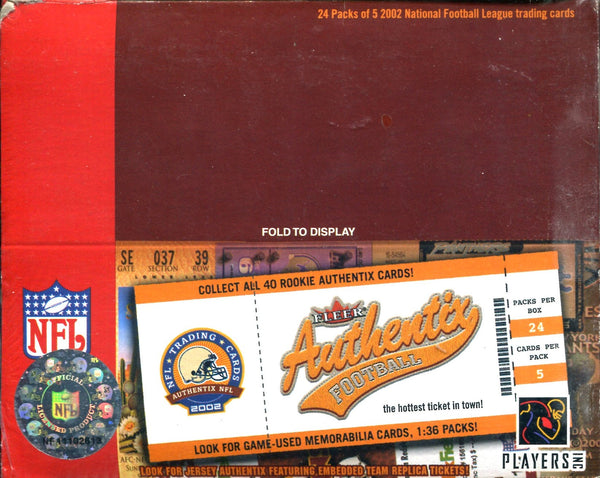 24 Packs of 5 2002 National Football League trading cards
FOLD TO DISPLAY
SE 037 39
GATE SECTION ROW
LOWER LEVEL
COLLECT ALL 40 ROOKIE AUTHENTIX CARDS!
NFL
OFFICIAL
NFL
LICENSED PRODUCT
NFL TRADING CARDS
AUTHENTIX NFL
2002
FLEER
Authentix
FOOTBALL
the hottest ticket in town!
PACKS PER
BOX
24
CARDS PER
PACK
5
LOOK FOR GAME-USED MEMORABILIA CARDS, 1:36 PACKS!
PLAYERS INC
LOOK FOR JERSEY AUTHENTIX FEATURING EMBEDDED TEAM REPLICA TICKETS!